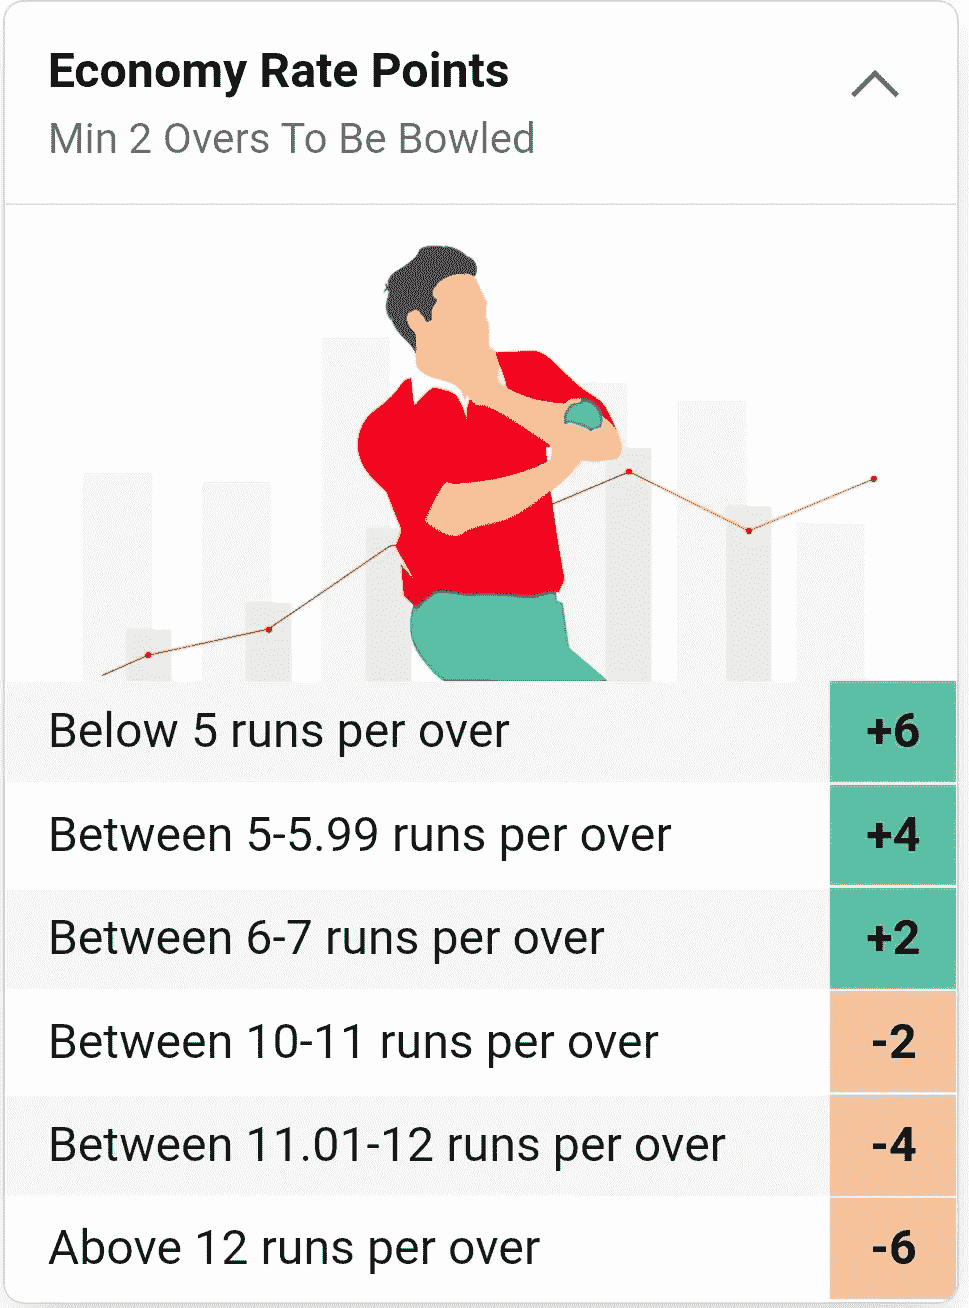 Economy Rate Points
Min 2 Overs To Be Bowled
Below 5 runs per over +6
Between 5-5.99 runs per over +4
Between 6-7 runs per over +2
Between 10-11 runs per over -2
Between 11.01-12 runs per over -4
Above 12 runs per over -6